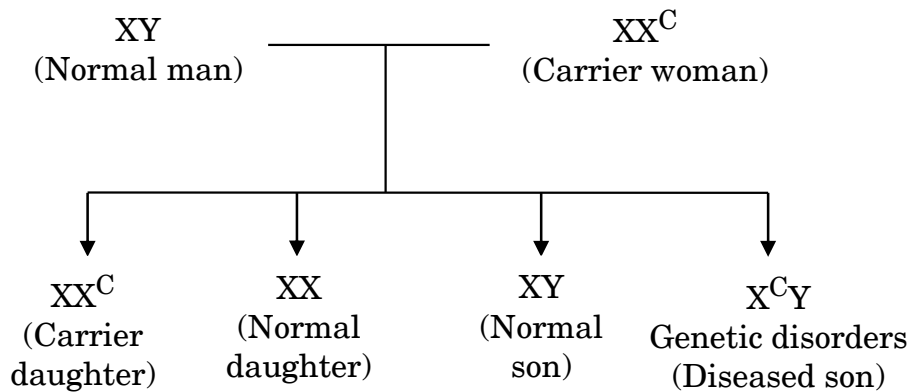 XY
(Normal man)
XX^C
(Carrier woman)
XX^C
(Carrier
daughter)
XX
(Normal
daughter)
XY
(Normal
son)
X^CY
Genetic disorders
(Diseased son)